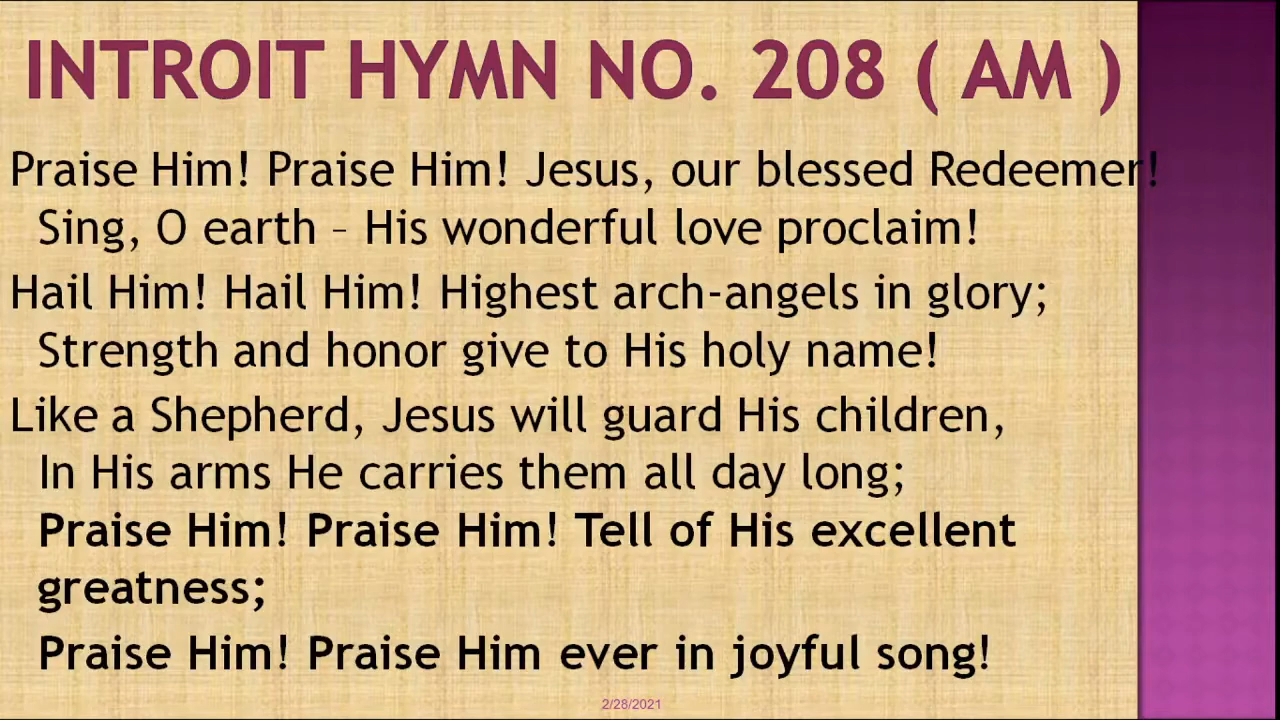 INTROIT HYMN NO. 208 ( AM )
Praise Him! Praise Him! Jesus, our blessed Redeemer!
Sing, O earth – His wonderful love proclaim!
Hail Him! Hail Him! Highest arch-angels in glory;
Strength and honor give to His holy name!
Like a Shepherd, Jesus will guard His children,
In His arms He carries them all day long;
Praise Him! Praise Him! Tell of His excellent
greatness;
Praise Him! Praise Him ever in joyful song!
2/28/2021